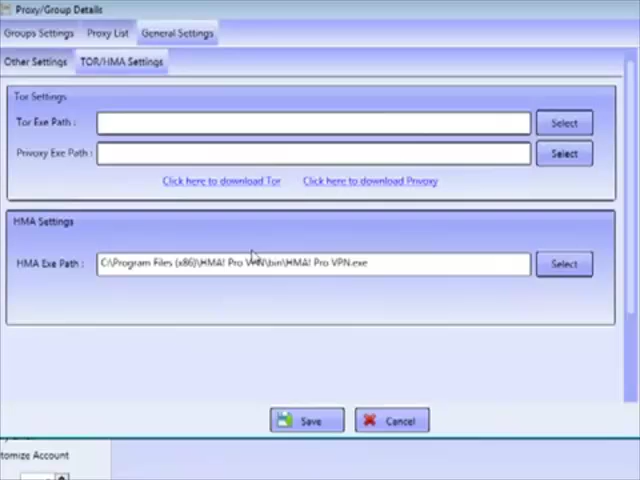 Proxy/Group Details
Groups Settings Proxy List General Settings
Other Settings TOR/HMA Settings
Tor Settings
Tor Exe Path : Select
Privoxy Exe Path : Select
Click here to download Tor Click here to download Privoxy
HMA Settings
HMA Exe Path : C:\Program Files (x86)\HMA! Pro VPN\bin\HMA! Pro VPN.exe Select
Save Cancel
tomize Account